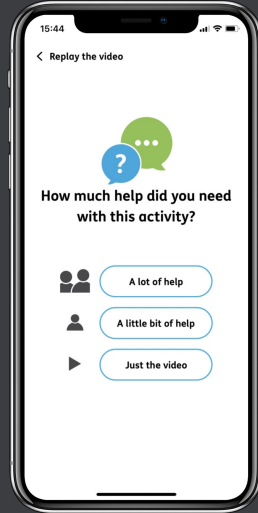 15:44
Replay the video
?
How much help did you need
with this activity?
A lot of help
A little bit of help
Just the video